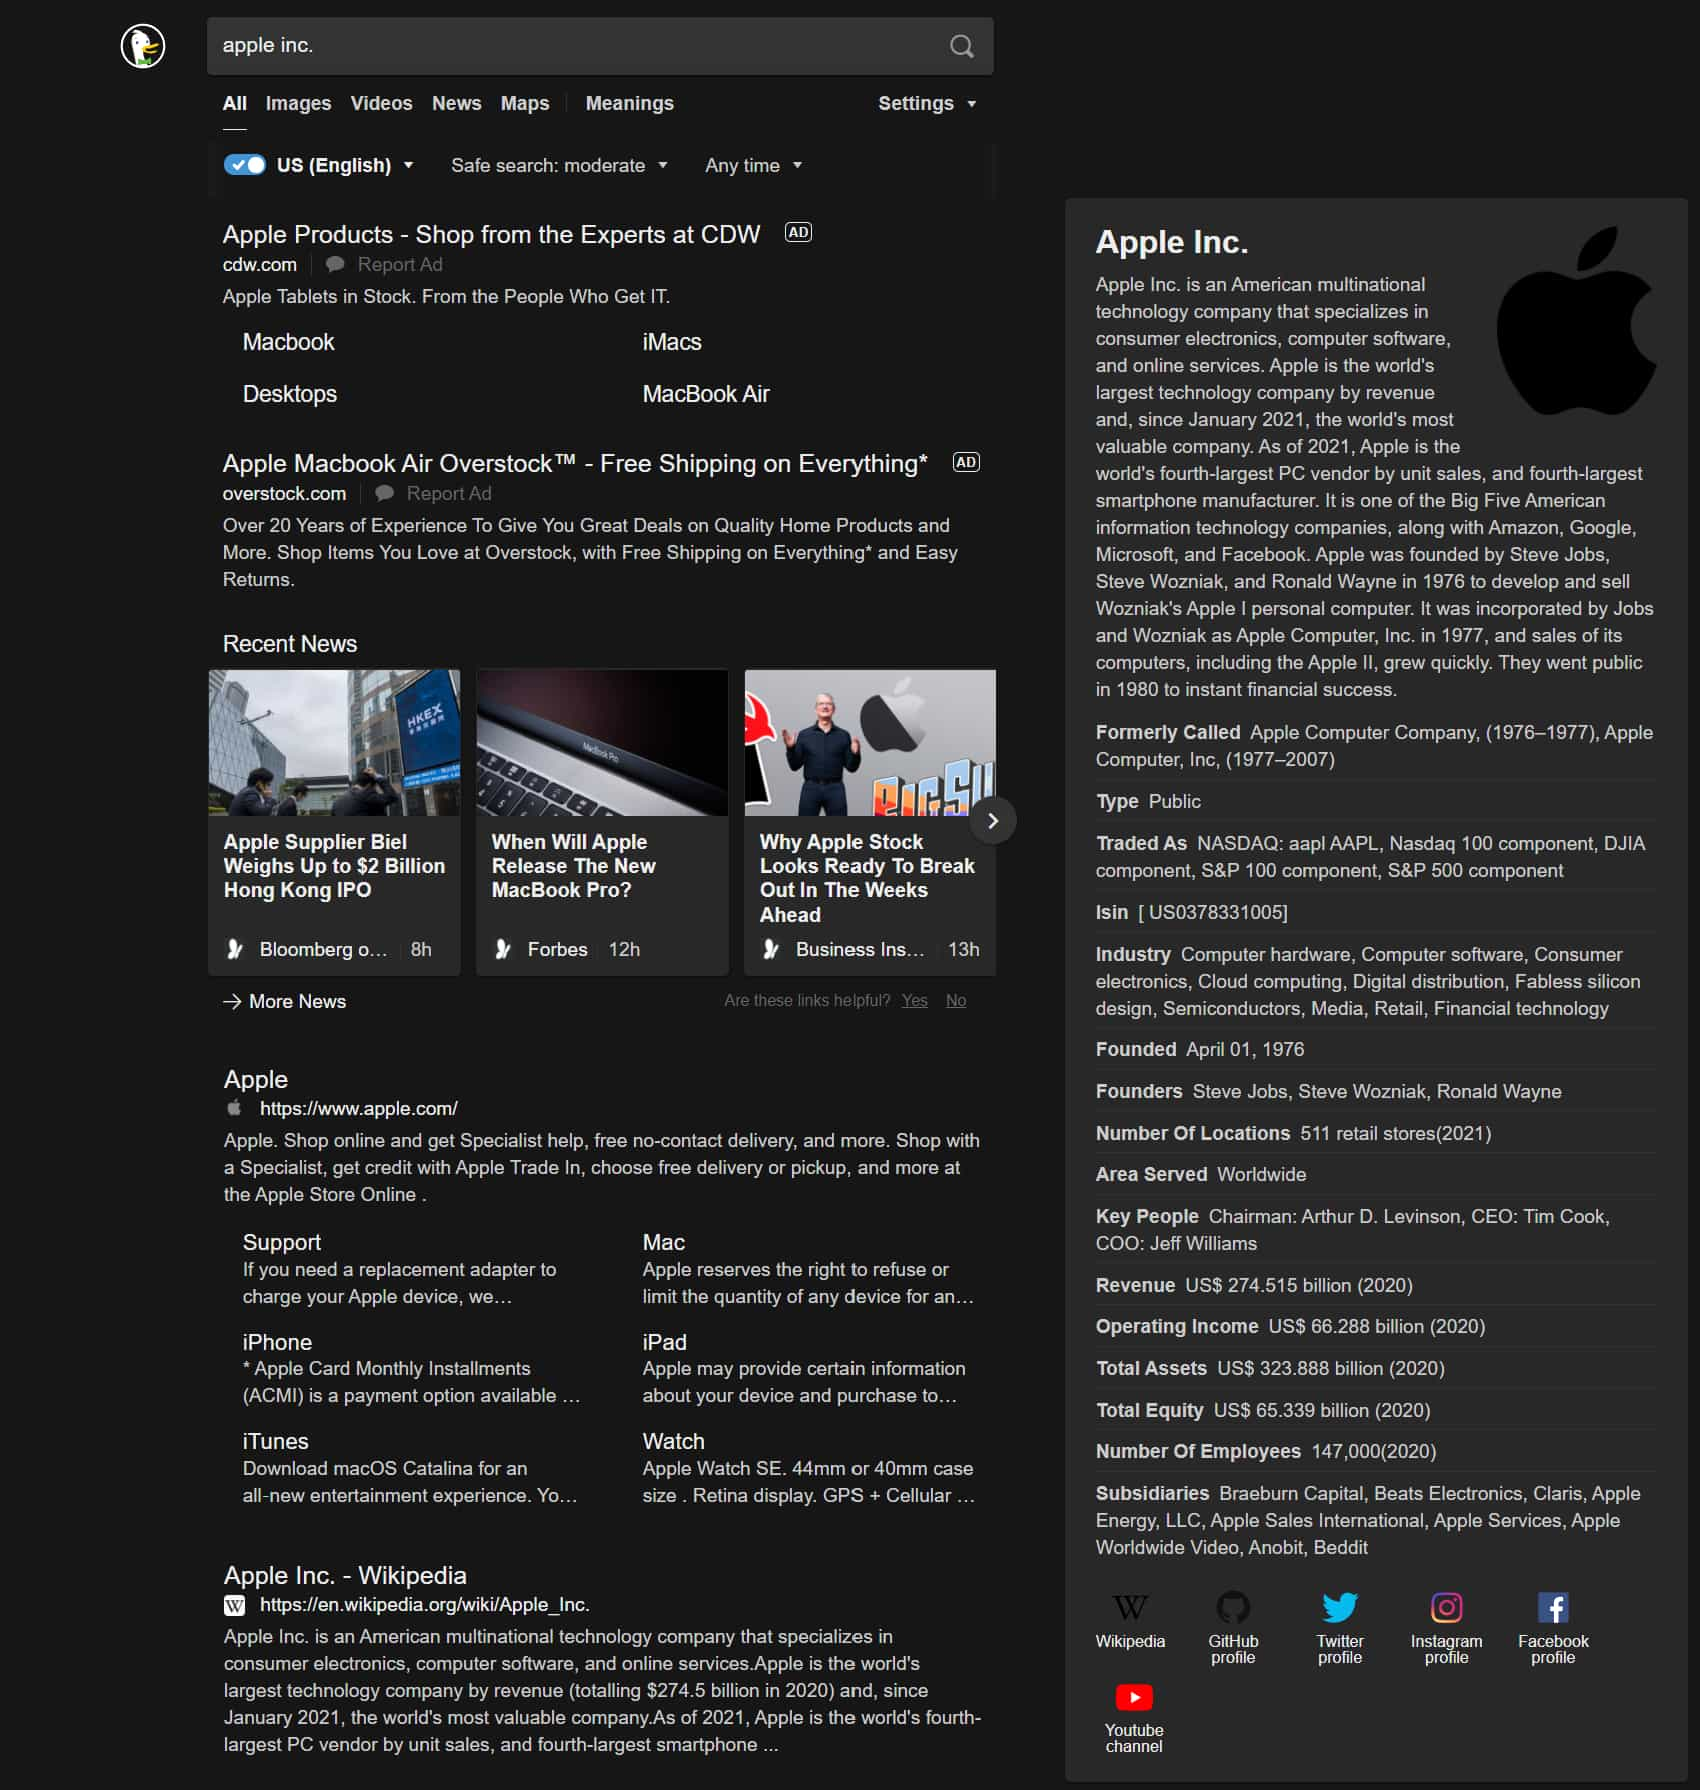 apple inc.
All Images Videos News Maps Meanings Settings
US (English) Safe search: moderate Any time
Apple Products - Shop from the Experts at CDW AD
cdw.com Report Ad
Apple Tablets in Stock. From the People Who Get IT.
Macbook iMacs
Desktops MacBook Air
Apple Macbook Air Overstock™ - Free Shipping on Everything* AD
overstock.com Report Ad
Over 20 Years of Experience To Give You Great Deals on Quality Home Products and
More. Shop Items You Love at Overstock, with Free Shipping on Everything* and Easy
Returns.
Recent News
HKEX
Apple Supplier Biel
Weighs Up to $2 Billion
Hong Kong IPO
Bloomberg o… 8h
MacBook Pro
When Will Apple
Release The New
MacBook Pro?
Forbes 12h
BIG SU
Why Apple Stock
Looks Ready To Break
Out In The Weeks
Ahead
Business Ins… 13h
More News
Are these links helpful? Yes No
Apple
https://www.apple.com/
Apple. Shop online and get Specialist help, free no-contact delivery, and more. Shop with
a Specialist, get credit with Apple Trade In, choose free delivery or pickup, and more at
the Apple Store Online .
Support
If you need a replacement adapter to
charge your Apple device, we…
Mac
Apple reserves the right to refuse or
limit the quantity of any device for an…
iPhone
* Apple Card Monthly Installments
(ACMI) is a payment option available …
iPad
Apple may provide certain information
about your device and purchase to…
iTunes
Download macOS Catalina for an
all-new entertainment experience. Yo…
Watch
Apple Watch SE. 44mm or 40mm case
size . Retina display. GPS + Cellular …
Apple Inc. - Wikipedia
W https://en.wikipedia.org/wiki/Apple_Inc.
Apple Inc. is an American multinational technology company that specializes in
consumer electronics, computer software, and online services.Apple is the world's
largest technology company by revenue (totalling $274.5 billion in 2020) and, since
January 2021, the world's most valuable company.As of 2021, Apple is the world's fourth-
largest PC vendor by unit sales, and fourth-largest smartphone ...
Apple Inc.
Apple Inc. is an American multinational
technology company that specializes in
consumer electronics, computer software,
and online services. Apple is the world's
largest technology company by revenue
and, since January 2021, the world's most
valuable company. As of 2021, Apple is the
world's fourth-largest PC vendor by unit sales, and fourth-largest
smartphone manufacturer. It is one of the Big Five American
information technology companies, along with Amazon, Google,
Microsoft, and Facebook. Apple was founded by Steve Jobs,
Steve Wozniak, and Ronald Wayne in 1976 to develop and sell
Wozniak's Apple I personal computer. It was incorporated by Jobs
and Wozniak as Apple Computer, Inc. in 1977, and sales of its
computers, including the Apple II, grew quickly. They went public
in 1980 to instant financial success.
Formerly Called Apple Computer Company, (1976–1977), Apple
Computer, Inc, (1977–2007)
Type Public
Traded As NASDAQ: aapl AAPL, Nasdaq 100 component, DJIA
component, S&P 100 component, S&P 500 component
Isin [ US0378331005]
Industry Computer hardware, Computer software, Consumer
electronics, Cloud computing, Digital distribution, Fabless silicon
design, Semiconductors, Media, Retail, Financial technology
Founded April 01, 1976
Founders Steve Jobs, Steve Wozniak, Ronald Wayne
Number Of Locations 511 retail stores(2021)
Area Served Worldwide
Key People Chairman: Arthur D. Levinson, CEO: Tim Cook,
COO: Jeff Williams
Revenue US$ 274.515 billion (2020)
Operating Income US$ 66.288 billion (2020)
Total Assets US$ 323.888 billion (2020)
Total Equity US$ 65.339 billion (2020)
Number Of Employees 147,000(2020)
Subsidiaries Braeburn Capital, Beats Electronics, Claris, Apple
Energy, LLC, Apple Sales International, Apple Services, Apple
Worldwide Video, Anobit, Beddit
W
Wikipedia
GitHub
profile
Twitter
profile
Instagram
profile
Facebook
profile
Youtube
channel